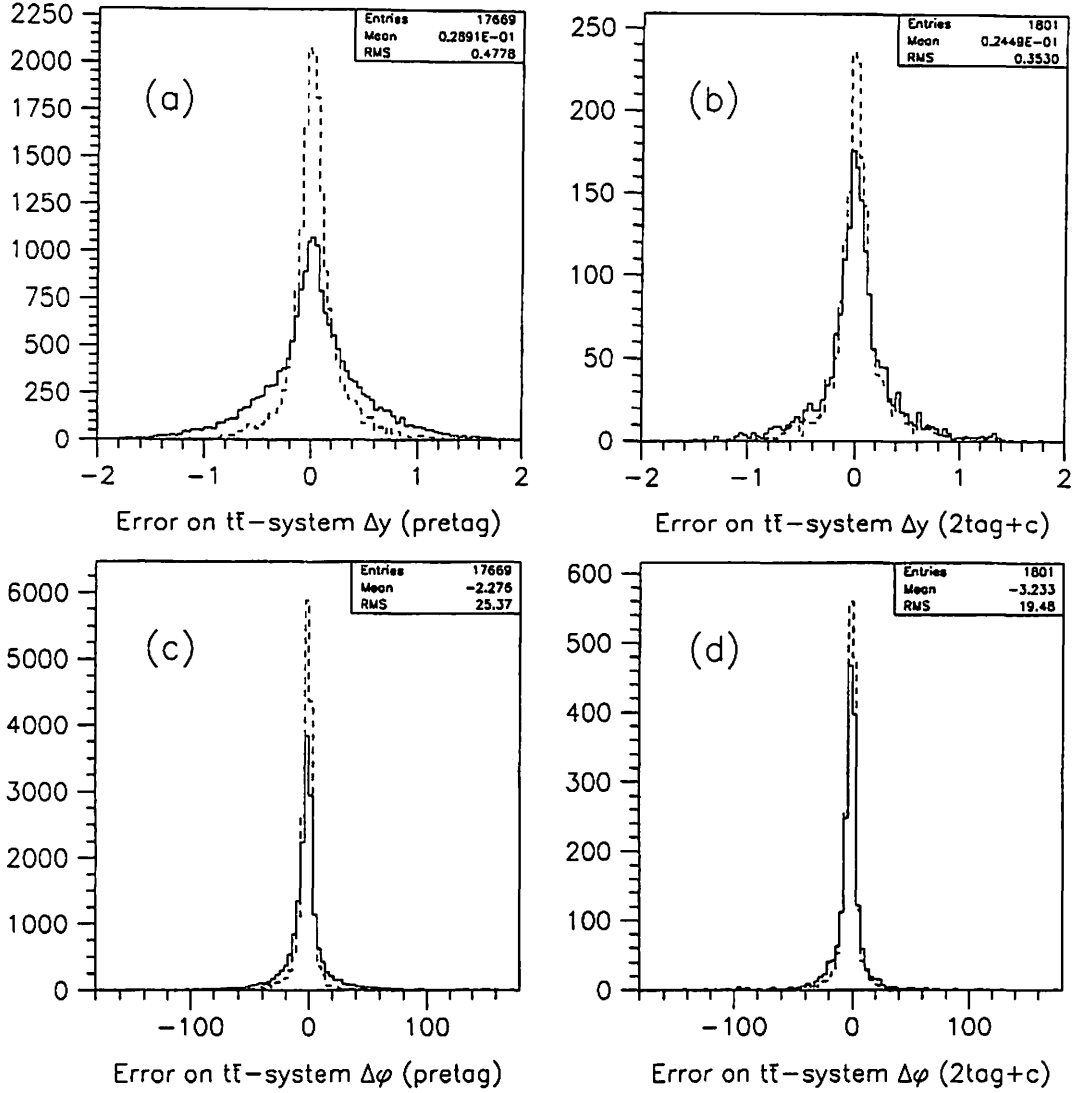 Entries 17669
Mean 0.2891E-01
RMS 0.4778
(a)
2250
2000
1750
1500
1250
1000
750
500
250
0
-2 -1 0 1 2
Error on tt̄-system Δy (pretag)
Entries 1801
Mean 0.2449E-01
RMS 0.3530
(b)
250
200
150
100
50
0
-2 -1 0 1 2
Error on tt̄-system Δy (2tag+c)
Entries 17669
Mean -2.276
RMS 25.37
(c)
6000
5000
4000
3000
2000
1000
0
-100 0 100
Error on tt̄-system Δφ (pretag)
Entries 1801
Mean -3.233
RMS 19.48
(d)
600
500
400
300
200
100
0
-100 0 100
Error on tt̄-system Δφ (2tag+c)